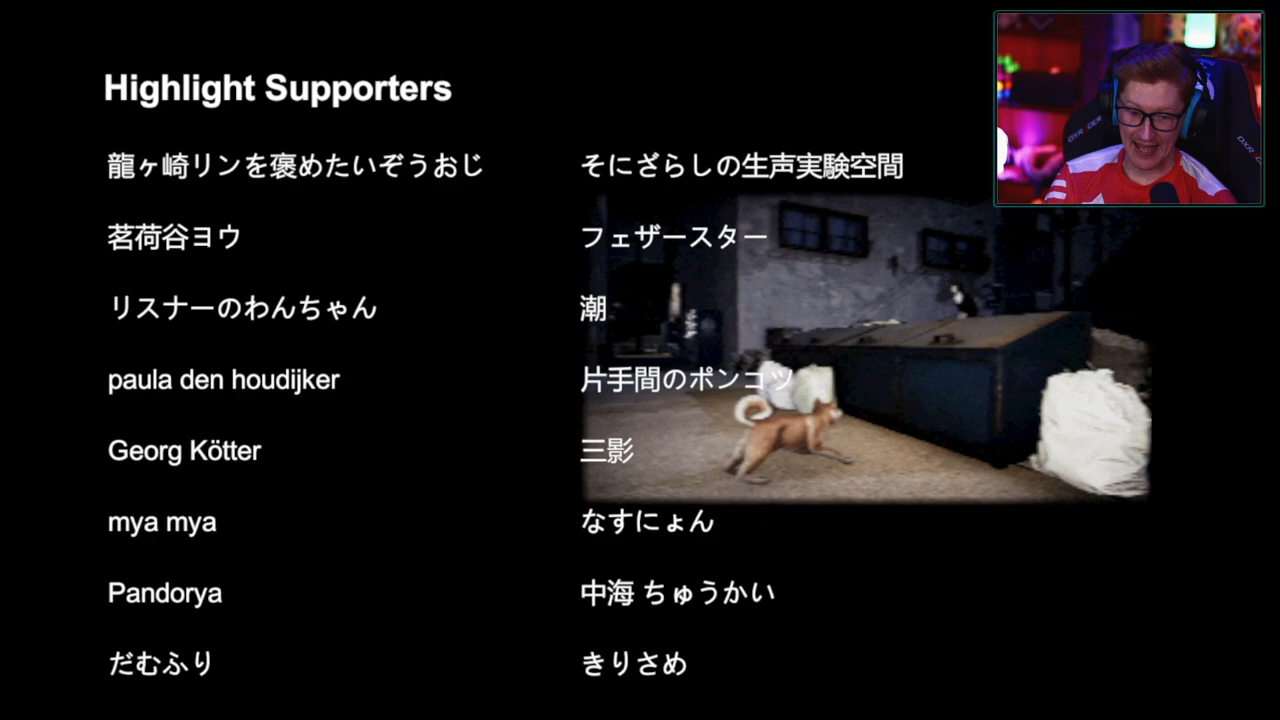 Highlight Supporters
龍ヶ崎リンを褒めたいぞうおじ
そにざらしの生声実験空間
茗荷谷ヨウ
フェザースター
リスナーのわんちゃん
潮
paula den houdijker
片手間のポンコツ
Georg Kötter
三影
mya mya
なすにょん
Pandorya
中海 ちゅうかい
だむふり
きりさめ